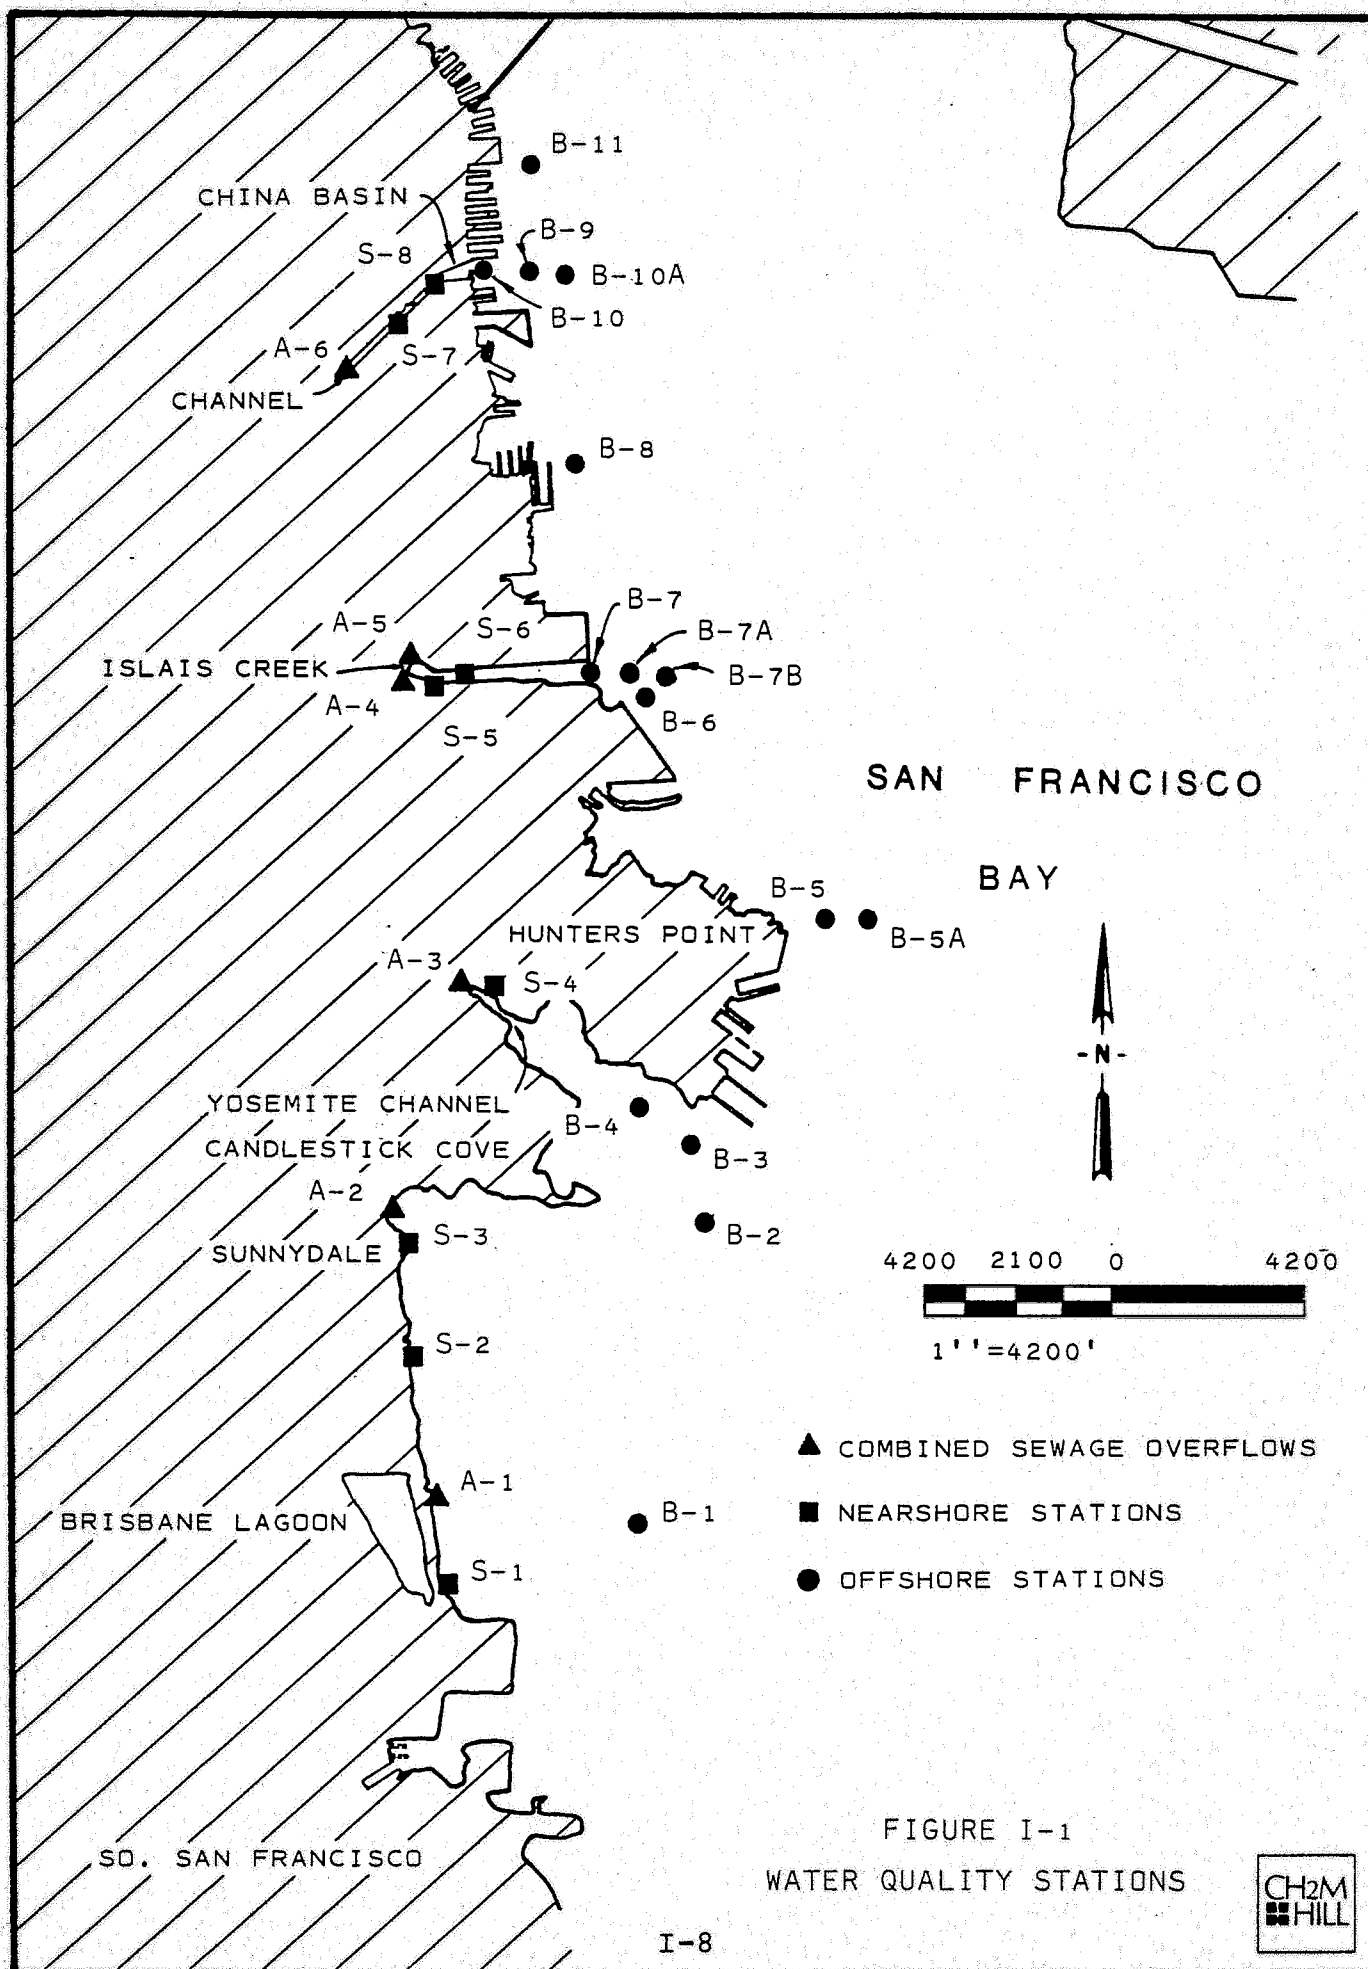 B-11
CHINA BASIN
B-9
S-8
B-10A
B-10
A-6
S-7
CHANNEL
B-8
B-7
A-5
S-6
B-7A
ISLAIS CREEK
B-7B
A-4
B-6
S-5
SAN FRANCISCO
BAY
B-5
HUNTERS POINT
B-5A
A-3
S-4
-N-
YOSEMITE CHANNEL
B-4
CANDLESTICK COVE
B-3
A-2
S-3
B-2
SUNNYDALE
4200 2100 0 4200
1''=4200'
S-2
COMBINED SEWAGE OVERFLOWS
A-1
BRISBANE LAGOON
B-1
NEARSHORE STATIONS
S-1
OFFSHORE STATIONS
FIGURE I-1
SO. SAN FRANCISCO
WATER QUALITY STATIONS
CH2M
HILL
I-8